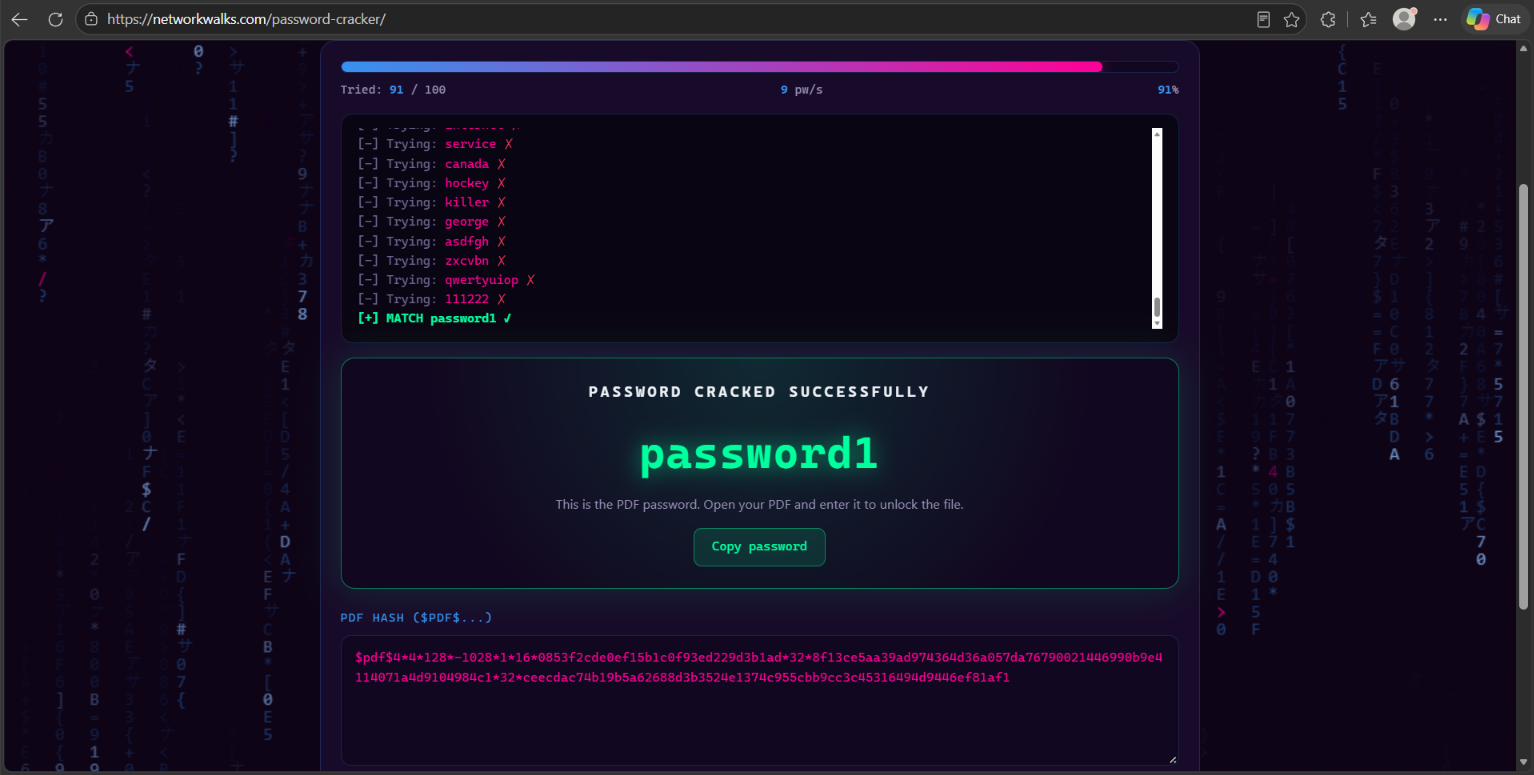 https://networkwalks.com/password-cracker/
Chat
Tried: 91 / 100
9 pw/s
91%
[-] Trying: service ✗
[-] Trying: canada ✗
[-] Trying: hockey ✗
[-] Trying: killer ✗
[-] Trying: george ✗
[-] Trying: asdfgh ✗
[-] Trying: zxcvbn ✗
[-] Trying: qwertyuiop ✗
[-] Trying: 111222 ✗
[+] MATCH password1 ✓
PASSWORD CRACKED SUCCESSFULLY
password1
This is the PDF password. Open your PDF and enter it to unlock the file.
Copy password
PDF HASH ($PDF$...)
$pdf$4*4*128*-1028*1*16*0853f2cde0ef15b1c0f93ed229d3b1ad*32*8f13ce5aa39ad974364d36a057da76790021446990b9e4
114071a4d9104984c1*32*ceecdac74b19b5a62688d3b3524e1374c955cbb9cc3c45316494d9446ef81af1